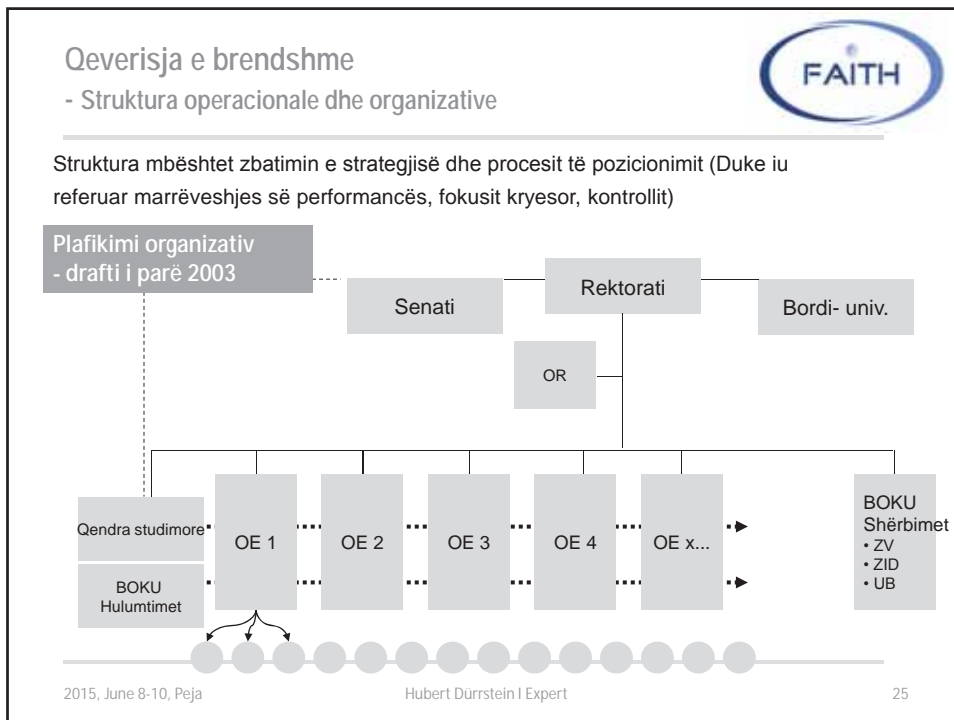 Qeverisja e brendshme
- Struktura operacionale dhe organizative
FAITH
Struktura mbështet zbatimin e strategjisë dhe procesit të pozicionimit (Duke iu
referuar marrëveshjes së performancës, fokusit kryesor, kontrollit)
Plafikimi organizativ
- drafti i parë 2003
Senati
Rektorati
Bordi- univ.
OR
Qendra studimore
BOKU
Hulumtimet
OE 1
OE 2
OE 3
OE 4
OE x...
BOKU
Shërbimet
• ZV
• ZID
• UB
2015, June 8-10, Peja
Hubert Dürrstein I Expert
25